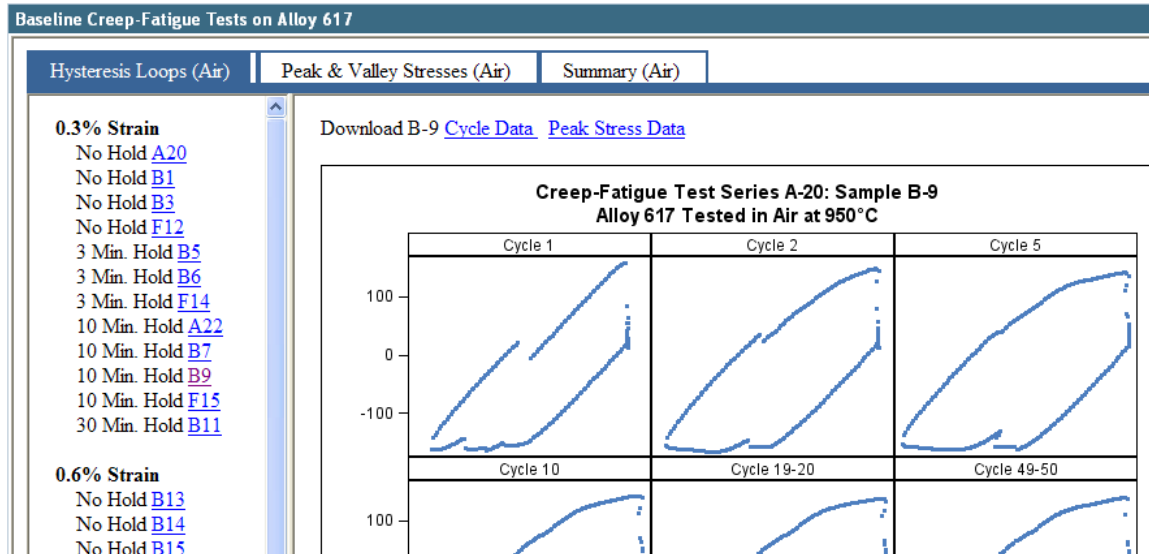 Baseline Creep-Fatigue Tests on Alloy 617
Hysteresis Loops (Air)
Peak & Valley Stresses (Air)
Summary (Air)
0.3% Strain
No Hold A20
No Hold B1
No Hold B3
No Hold F12
3 Min. Hold B5
3 Min. Hold B6
3 Min. Hold F14
10 Min. Hold A22
10 Min. Hold B7
10 Min. Hold B9
10 Min. Hold F15
30 Min. Hold B11
0.6% Strain
No Hold B13
No Hold B14
No Hold B15
Download B-9 Cycle Data Peak Stress Data
Creep-Fatigue Test Series A-20: Sample B-9
Alloy 617 Tested in Air at 950°C
Cycle 1
Cycle 2
Cycle 5
100
0
-100
Cycle 10
Cycle 19-20
Cycle 49-50
100